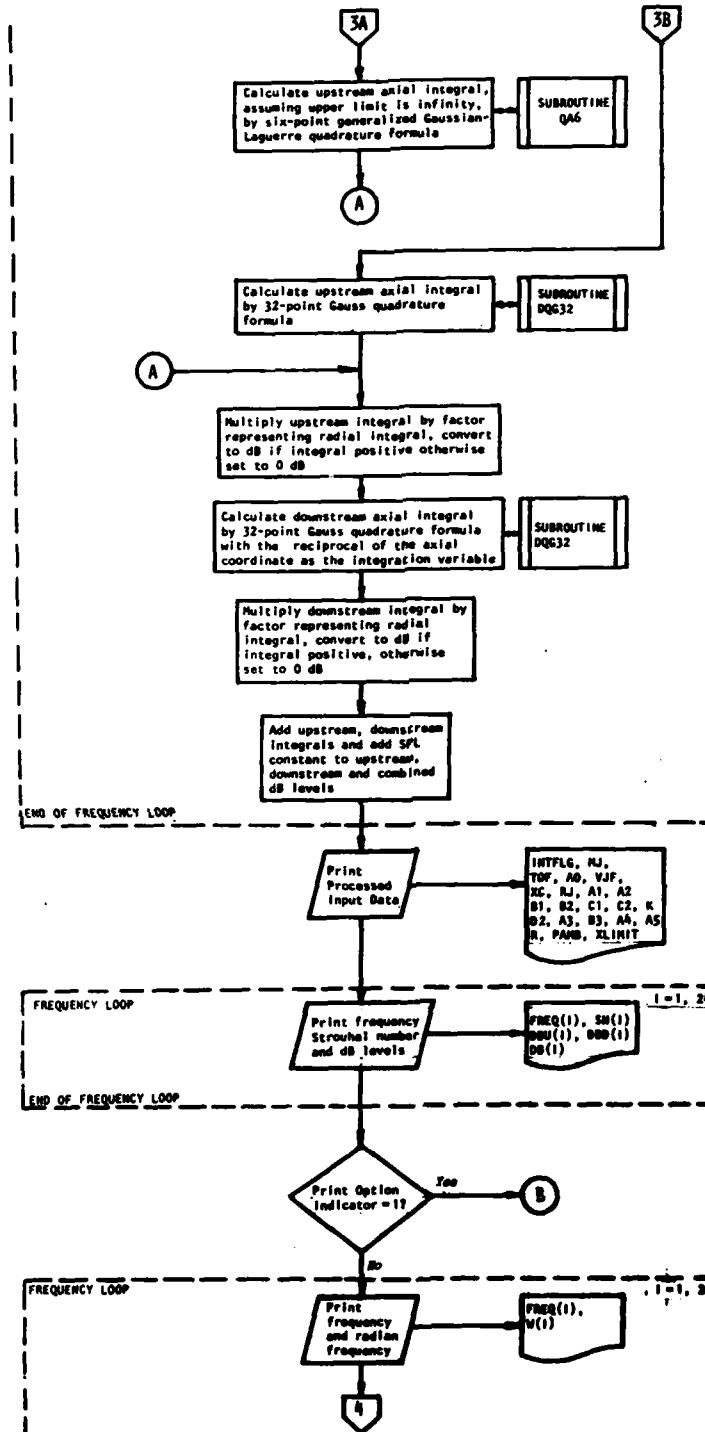 3A
3B
Calculate upstream axial integral,
assuming upper limit is infinity,
by six-point generalized Gaussian-
Laguerre quadrature formula
SUBROUTINE
QA6
A
Calculate upstream axial integral
by 32-point Gauss quadrature
formula
SUBROUTINE
DQG32
A
Multiply upstream integral by factor
representing radial integral, convert
to dB if integral positive otherwise
set to 0 dB
Calculate downstream axial integral
by 32-point Gauss quadrature formula
with the reciprocal of the axial
coordinate as the integration variable
SUBROUTINE
DQG32
Multiply downstream integral by
factor representing radial
integral, convert to dB if
integral positive, otherwise
set to 0 dB
Add upstream, downstream
integrals and add SPL
constant to upstream,
downstream and combined
dB levels
END OF FREQUENCY LOOP
Print
Processed
Input Data
INTFLG, MJ,
TOF, A0, VJF,
XC, RJ, A1, A2
B1, B2, C1, C2, K
D2, A3, B3, A4, A5
R, PAMB, XLIMIT
FREQUENCY LOOP
I=1, 2
Print frequency
Strouhal number
and dB levels
FREQ(I), SN(I)
DBU(I), DBD(I)
DB(I)
END OF FREQUENCY LOOP
Print Option
Indicator = 1?
Yes
B
No
FREQUENCY LOOP
, I=1, 2
Print
frequency
and radian
frequency
FREQ(I),
W(I)
4